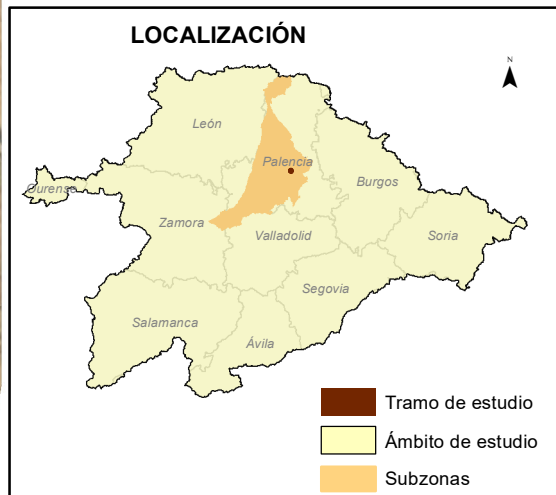 LOCALIZACIÓN
N
León
Palencia
Burgos
Ourense
Zamora
Valladolid
Soria
Segovia
Salamanca
Ávila
Tramo de estudio
Ámbito de estudio
Subzonas